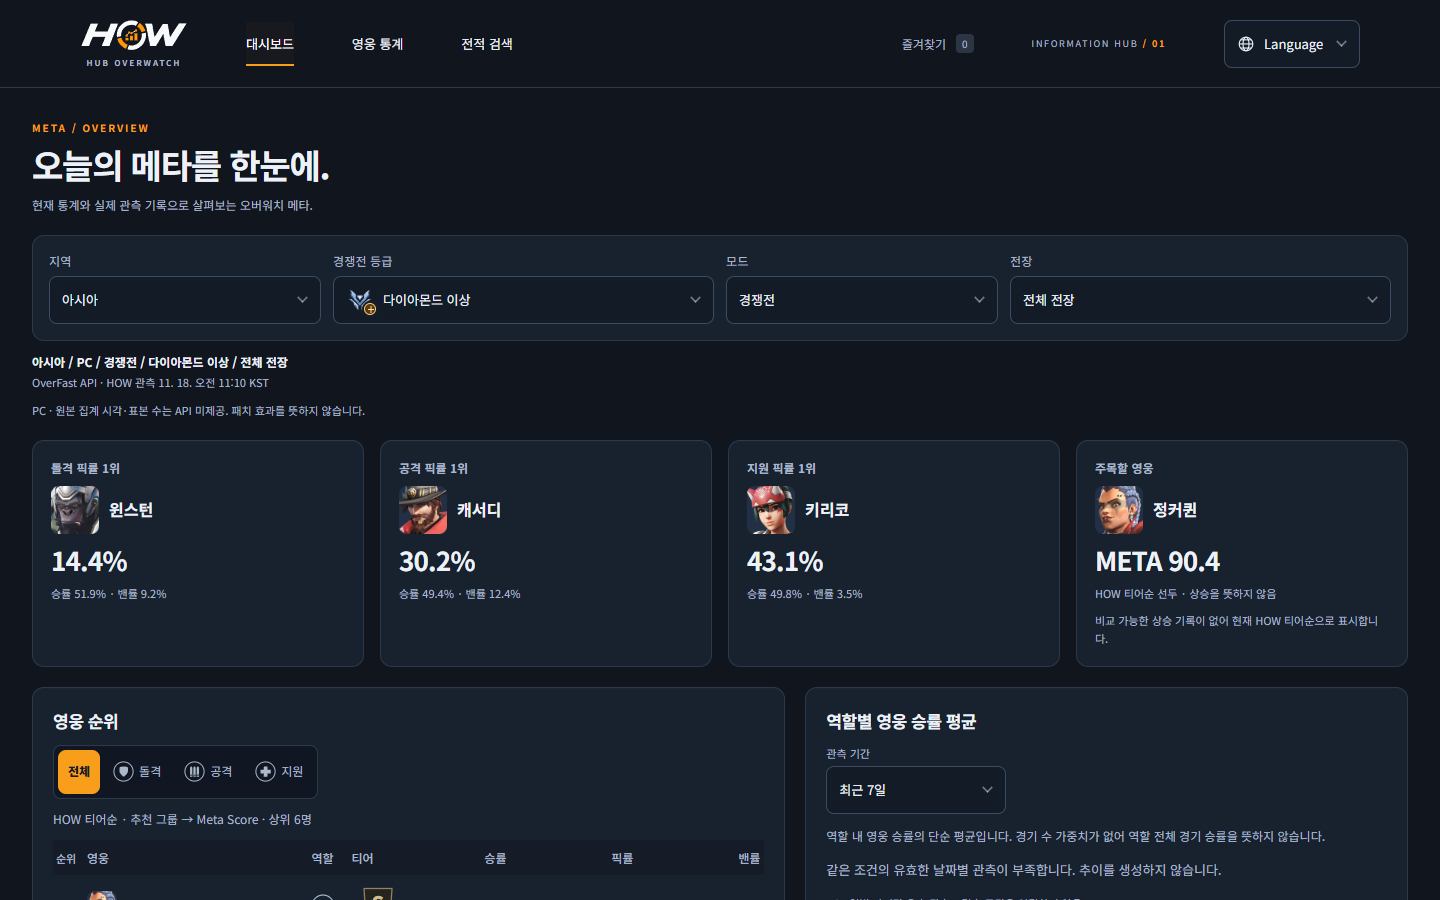 HOW
HUB OVERWATCH
대시보드
영웅 통계
전적 검색
즐겨찾기 0
INFORMATION HUB / 01
Language
META / OVERVIEW
오늘의 메타를 한눈에.
현재 통계와 실제 관측 기록으로 살펴보는 오버워치 메타.
지역
경쟁전 등급
모드
전장
아시아
다이아몬드 이상
경쟁전
전체 전장
아시아 / PC / 경쟁전 / 다이아몬드 이상 / 전체 전장
OverFast API · HOW 관측 11. 18. 오전 11:10 KST
PC · 원본 집계 시각·표본 수는 API 미제공. 패치 효과를 뜻하지 않습니다.
돌격 픽률 1위
윈스턴
14.4%
승률 51.9% · 밴률 9.2%
공격 픽률 1위
캐서디
30.2%
승률 49.4% · 밴률 12.4%
지원 픽률 1위
키리코
43.1%
승률 49.8% · 밴률 3.5%
주목할 영웅
정커퀸
META 90.4
HOW 티어순 선두 · 상승을 뜻하지 않음
비교 가능한 상승 기록이 없어 현재 HOW 티어순으로 표시합니
다.
영웅 순위
전체
돌격
공격
지원
HOW 티어순 · 추천 그룹 → Meta Score · 상위 6명
순위 영웅 역할 티어 승률 픽률 밴률
역할별 영웅 승률 평균
관측 기간
최근 7일
역할 내 영웅 승률의 단순 평균입니다. 경기 수 가중치가 없어 역할 전체 경기 승률을 뜻하지 않습니다.
같은 조건의 유효한 날짜별 관측이 부족합니다. 추이를 생성하지 않습니다.